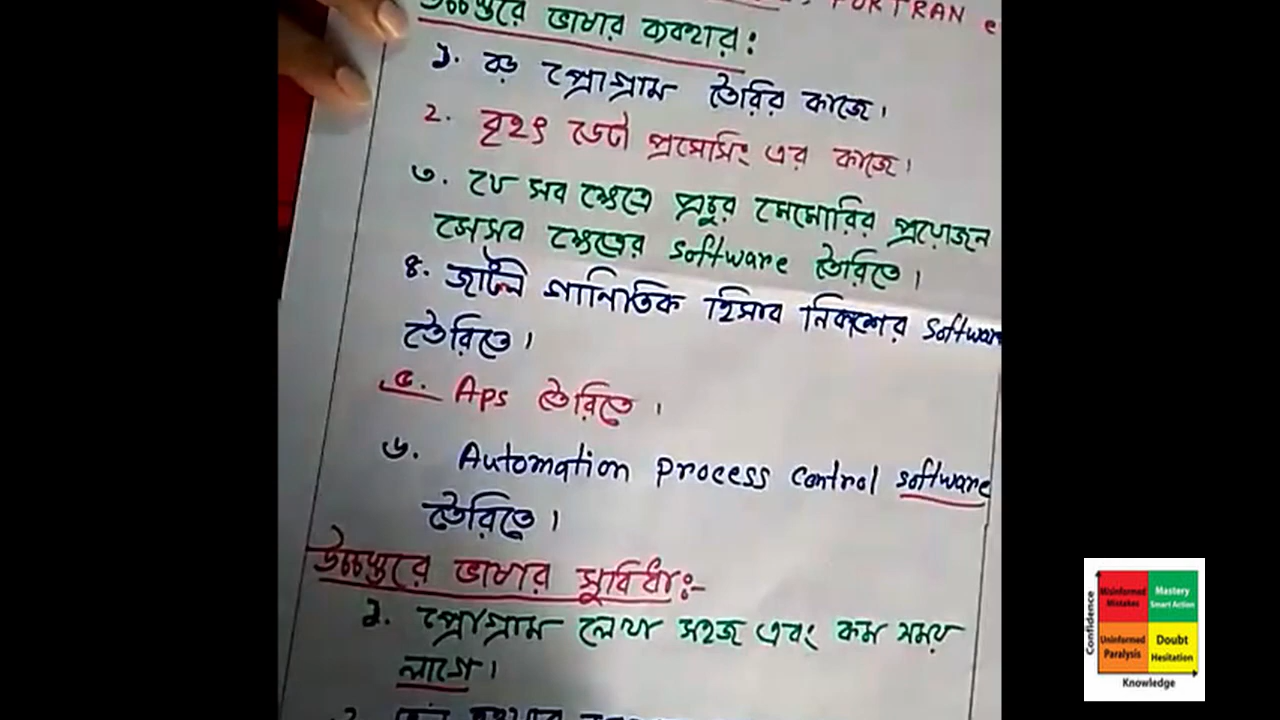 FORTRAN
উচ্চস্তরে ভাষার ব্যবহার:
১. বড় প্রোগ্রাম তৈরির কাজে।
২. বৃহৎ ডেটা প্রসেসিং এর কাজে।
৩. যে সব ক্ষেত্রে প্রচুর মেমোরির প্রয়োজন
সেসব ক্ষেত্রের software তৈরিতে।
৪. জটিল গানিতিক হিসাব নিকাশের Software
তৈরিতে।
৫. Aps তৈরিতে।
৬. Automation process control software
তৈরিতে।
উচ্চস্তরে ভাষার সুবিধা:-
১. প্রোগ্রাম লেখা সহজ এবং কম সময়
লাগে।
২.
Confidence
Misinformed Mistakes
Mastery
Smart Action
Uninformed Paralysis
Doubt
Hesitation
Knowledge